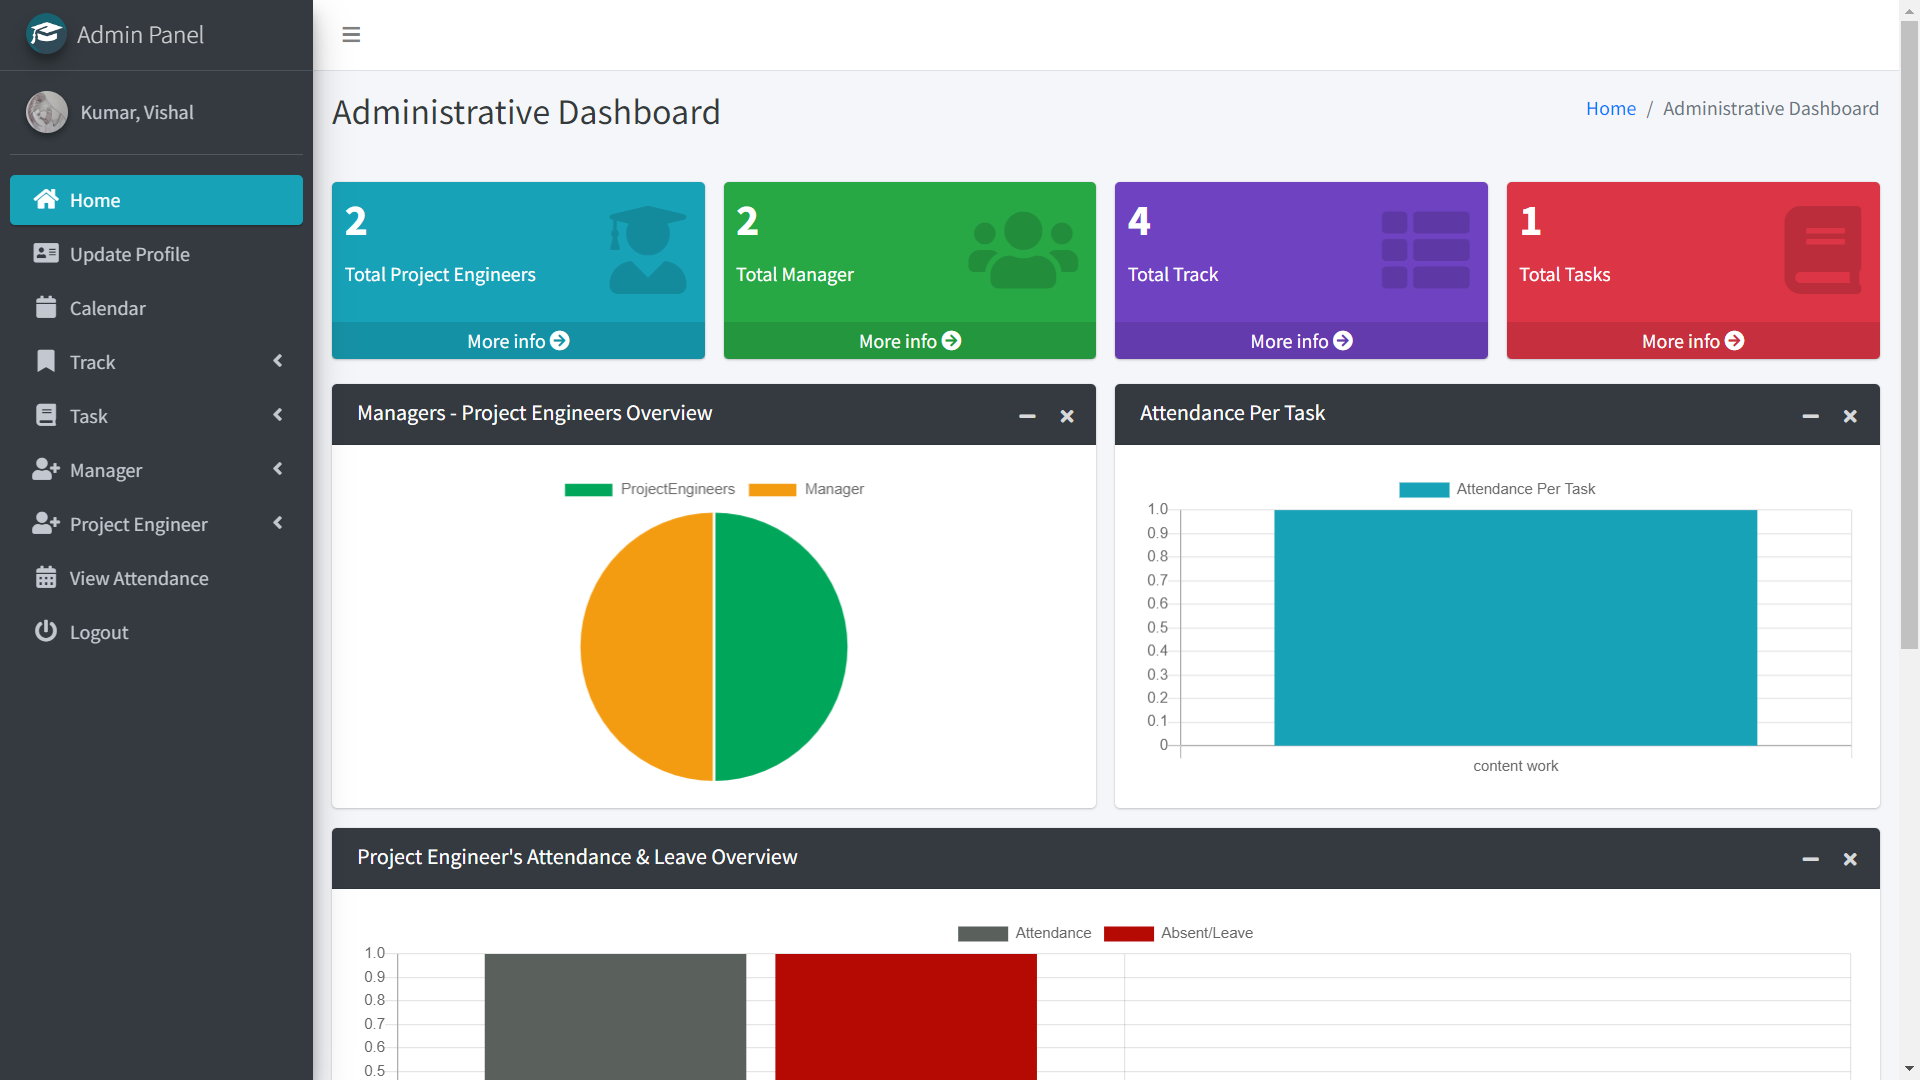 Admin Panel
Kumar, Vishal
Home
Update Profile
Calendar
Track
Task
Manager
Project Engineer
View Attendance
Logout
Administrative Dashboard
Home / Administrative Dashboard
2
Total Project Engineers
More info
2
Total Manager
More info
4
Total Track
More info
1
Total Tasks
More info
Managers - Project Engineers Overview
ProjectEngineers Manager
Attendance Per Task
Attendance Per Task
1.0
0.9
0.8
0.7
0.6
0.5
0.4
0.3
0.2
0.1
0
content work
Project Engineer's Attendance & Leave Overview
Attendance Absent/Leave
1.0
0.9
0.8
0.7
0.6
0.5